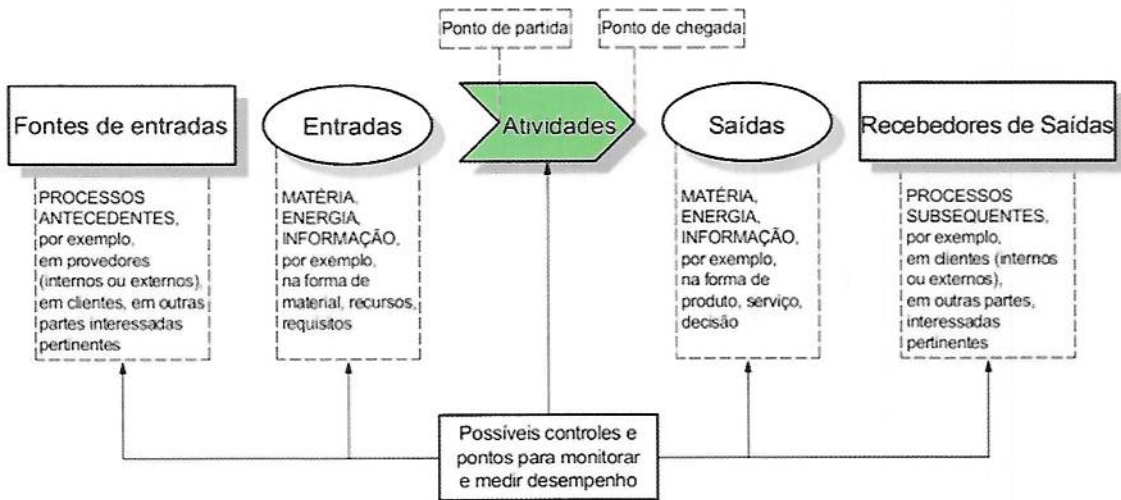 Ponto de partida
Ponto de chegada
Fontes de entradas
Entradas
Atividades
Saídas
Recebedores de Saídas
PROCESSOS
ANTECEDENTES,
por exemplo,
em provedores
(internos ou externos),
em clientes, em outras
partes interessadas
pertinentes
MATÉRIA,
ENERGIA,
INFORMAÇÃO,
por exemplo,
na forma de
material, recursos,
requisitos
MATÉRIA,
ENERGIA,
INFORMAÇÃO,
por exemplo,
na forma de
produto, serviço,
decisão
PROCESSOS
SUBSEQUENTES,
por exemplo,
em clientes (internos
ou externos),
em outras partes,
interessadas
pertinentes
Possíveis controles e
pontos para monitorar
e medir desempenho